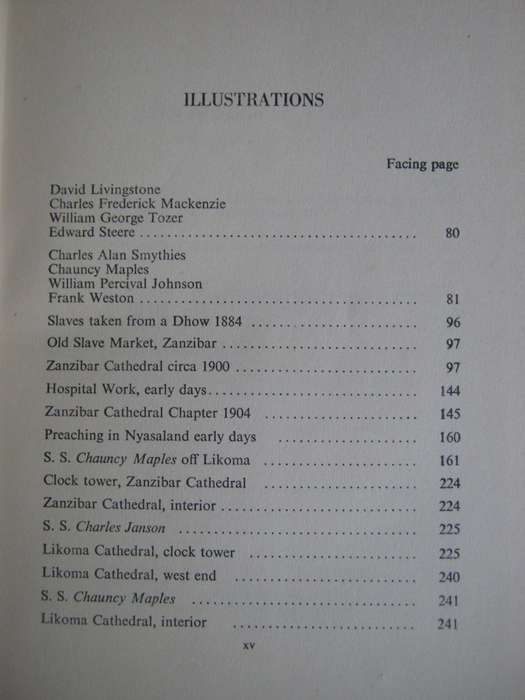 ILLUSTRATIONS
Facing page
David Livingstone
Charles Frederick Mackenzie
William George Tozer
Edward Steere ........................................ 80
Charles Alan Smythies
Chauncy Maples
William Percival Johnson
Frank Weston ........................................ 81
Slaves taken from a Dhow 1884 ........................ 96
Old Slave Market, Zanzibar ............................ 97
Zanzibar Cathedral circa 1900 .......................... 97
Hospital Work, early days .............................. 144
Zanzibar Cathedral Chapter 1904 ........................ 145
Preaching in Nyasaland early days .................... 160
S. S. Chauncy Maples off Likoma ...................... 161
Clock tower, Zanzibar Cathedral ...................... 224
Zanzibar Cathedral, interior ............................ 224
S. S. Charles Janson .................................. 225
Likoma Cathedral, clock tower ........................ 225
Likoma Cathedral, west end .......................... 240
S. S. Chauncy Maples ................................ 241
Likoma Cathedral, interior .......................... 241
xv